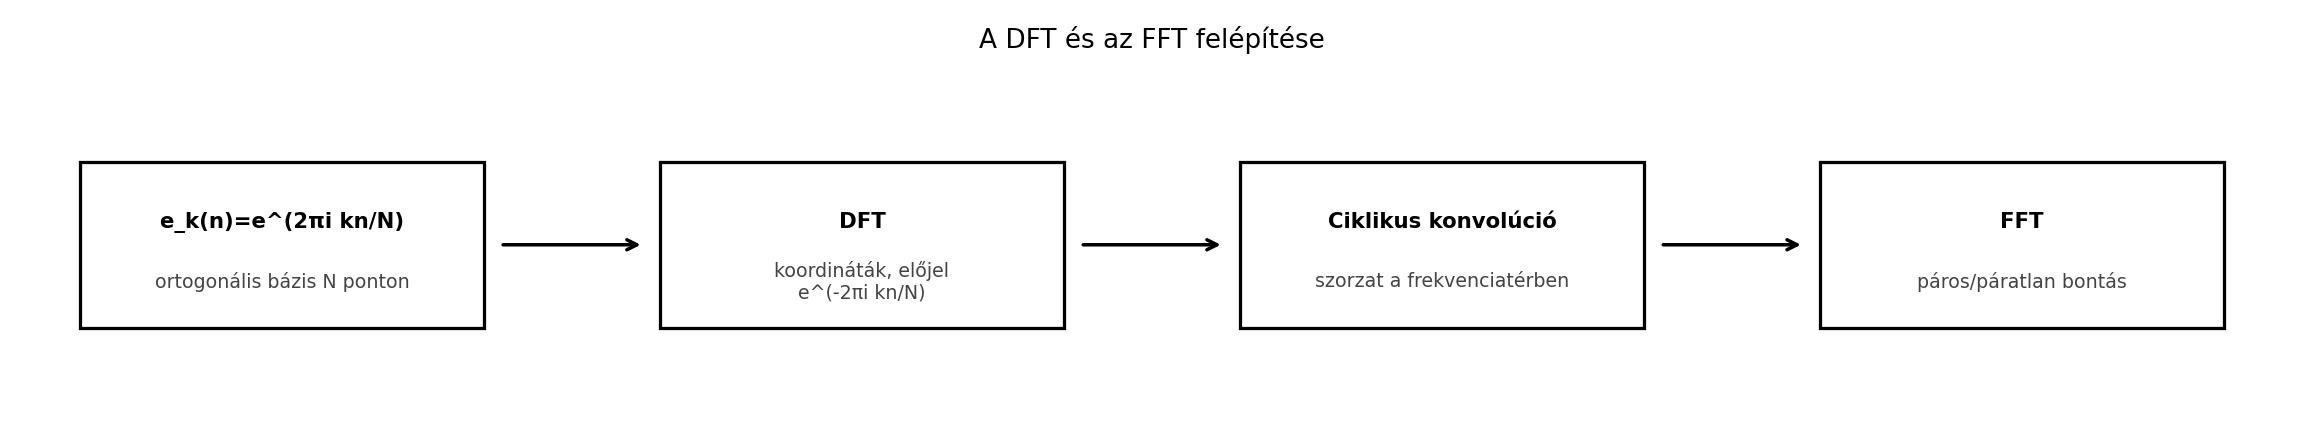 A DFT és az FFT felépítése
e_k(n)=e^(2πi kn/N)
ortogonális bázis N ponton
DFT
koordináták, előjel
e^(-2πi kn/N)
Ciklikus konvolúció
szorzat a frekvenciatérben
FFT
páros/páratlan bontás